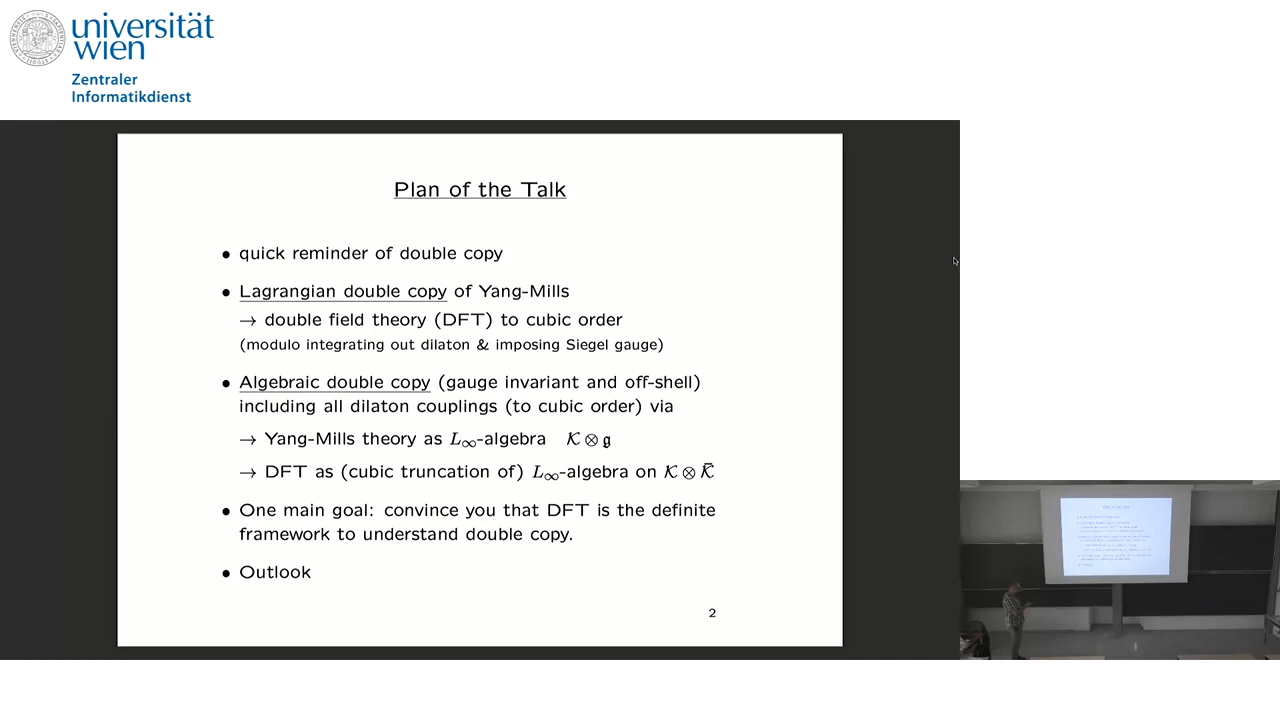 universität
wien
Zentraler
Informatikdienst
Plan of the Talk
• quick reminder of double copy
• Lagrangian double copy of Yang-Mills
→ double field theory (DFT) to cubic order
(modulo integrating out dilaton & imposing Siegel gauge)
• Algebraic double copy (gauge invariant and off-shell)
including all dilaton couplings (to cubic order) via
→ Yang-Mills theory as L∞-algebra 𝒦 ⊗ 𝔤
→ DFT as (cubic truncation of) L∞-algebra on 𝒦 ⊗ 𝒦̄
• One main goal: convince you that DFT is the definite
framework to understand double copy.
• Outlook
2